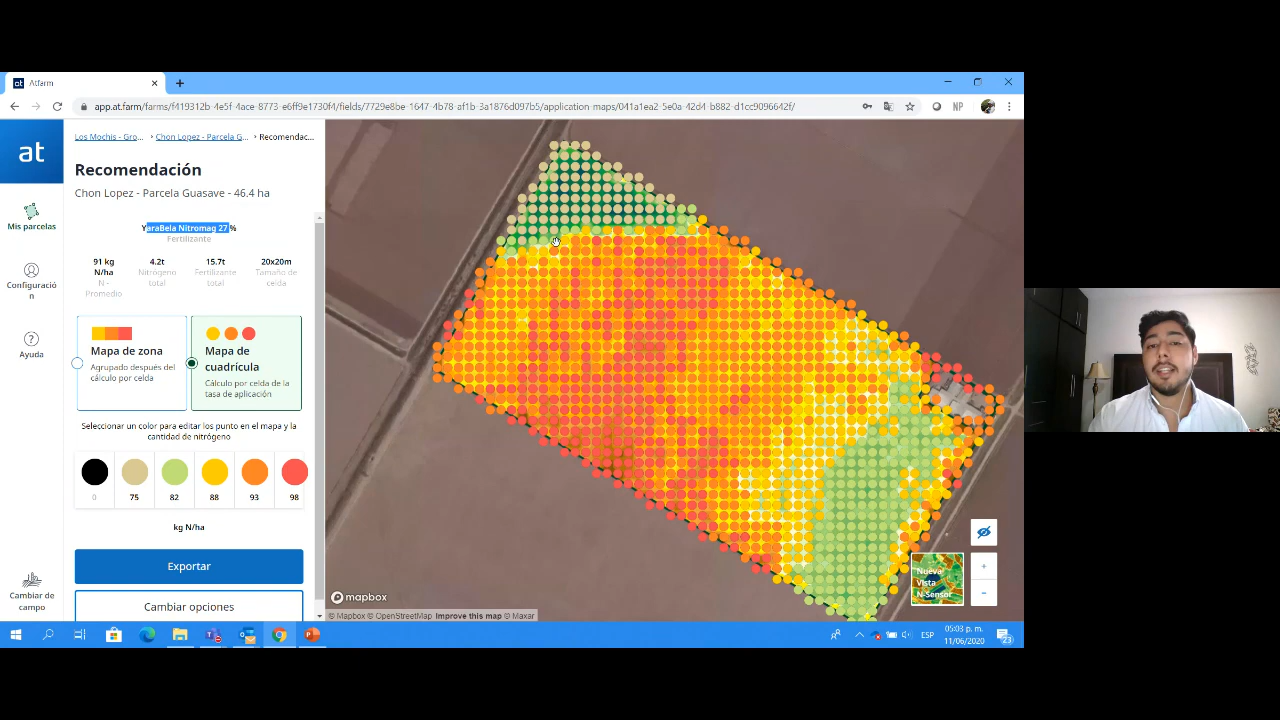 at Atfarm
app.at.farm/farms/f419312b-4e5f-4ace-8773-e6ff9e1730f4/fields/7729e8be-1647-4b78-af1b-3a1876d097b5/application-maps/041a1ea2-5e0a-42d4-b882-d1cc9096642f/
NP
at
Mis parcelas
Configuració
n
Ayuda
Cambiar de
campo
Los Mochis - Gro... > Chon Lopez - Parcela G... > Recomendac...
Recomendación
Chon Lopez - Parcela Guasave - 46.4 ha
YaraBela Nitromag 27 %
Fertilizante
91 kg
N/ha
N -
Promedio
4.2t
Nitrógeno
total
15.7t
Fertilizante
total
20x20m
Tamaño de
celda
Mapa de zona
Agrupado después del
cálculo por celda
Mapa de
cuadrícula
Cálculo por celda de la
tasa de aplicación
Seleccionar un color para editar los punto en el mapa y la
cantidad de nitrógeno
0 75 82 88 93 98
kg N/ha
Exportar
Cambiar opciones
mapbox
© Mapbox © OpenStreetMap Improve this map © Maxar
Nueva
Vista
N-Sensor
+
-
ESP
05:03 p. m.
11/06/2020
23